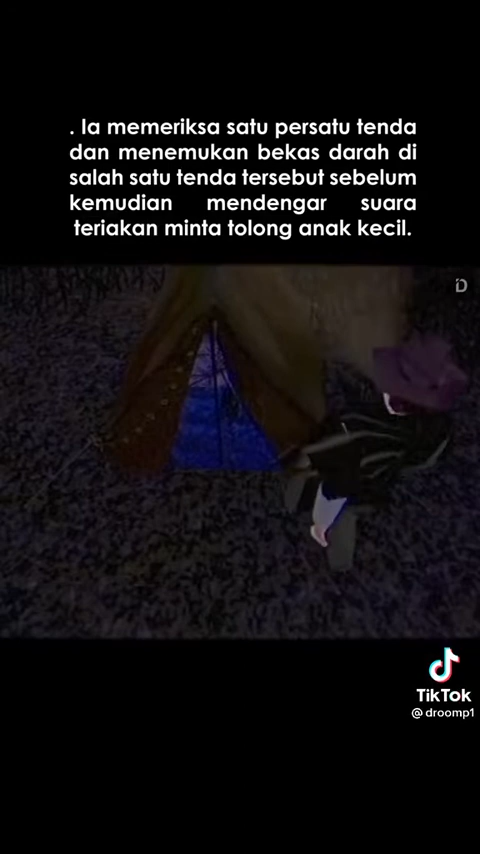 . Ia memeriksa satu persatu tenda
dan menemukan bekas darah di
salah satu tenda tersebut sebelum
kemudian mendengar suara
teriakan minta tolong anak kecil.
D
TikTok
@droomp1